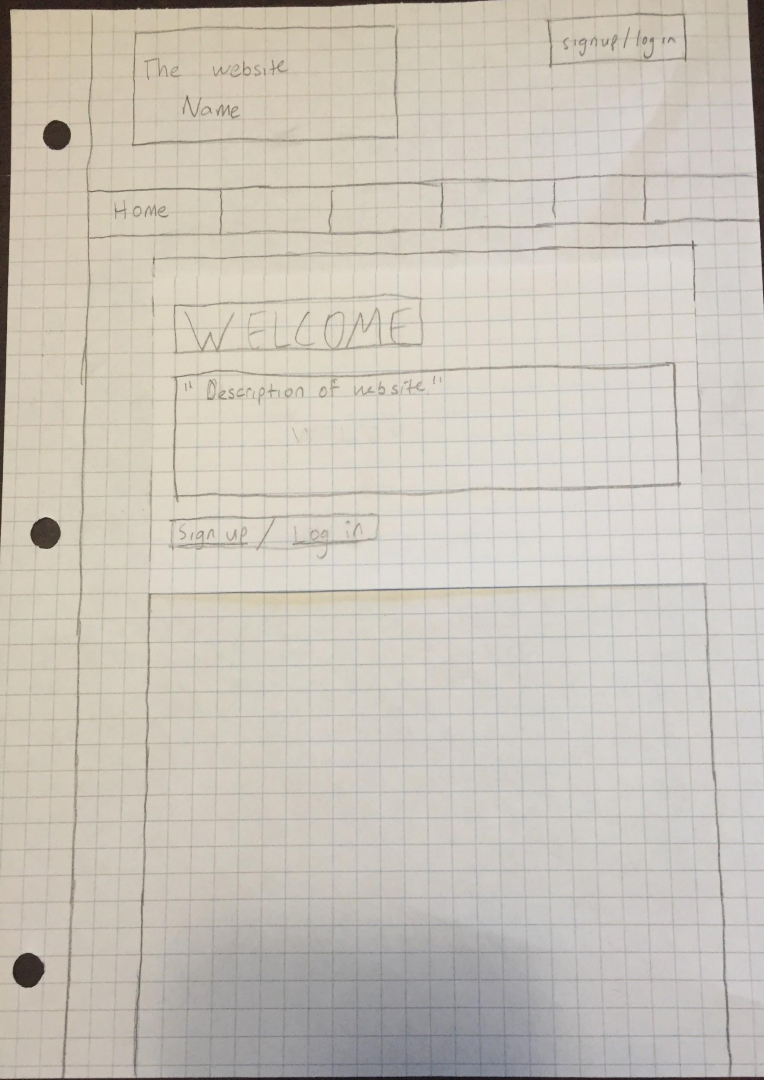 The website
Name
signup/log in
Home
WELCOME
" Description of website"
Sign up / Log in